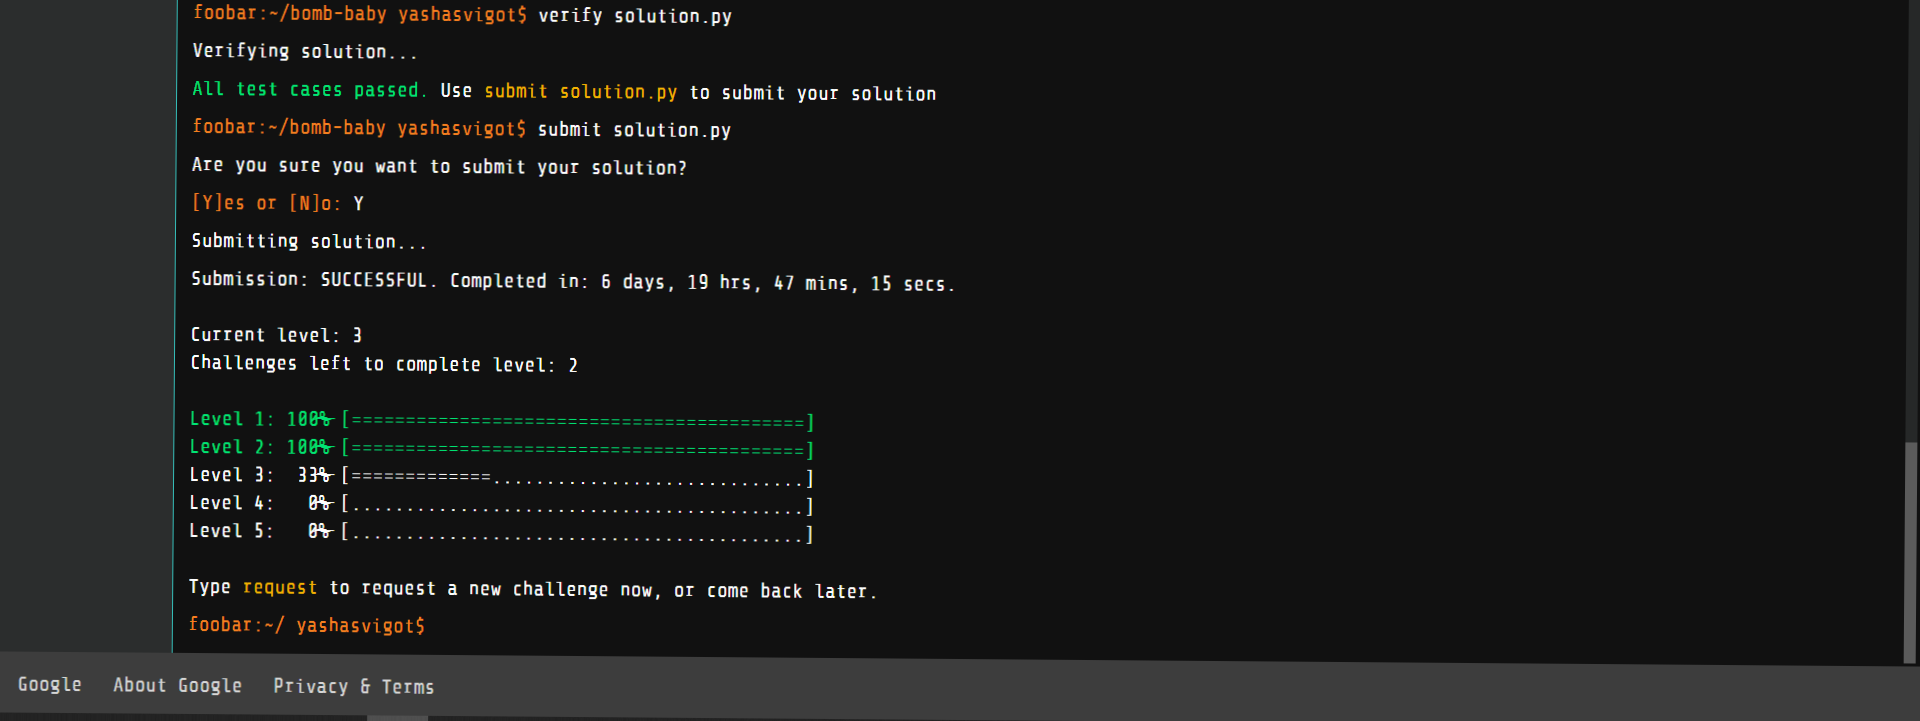 foobar:~/bomb-baby yashasvigot$ verify solution.py
Verifying solution...
All test cases passed. Use submit solution.py to submit your solution
foobar:~/bomb-baby yashasvigot$ submit solution.py
Are you sure you want to submit your solution?
[Y]es or [N]o: Y
Submitting solution...
Submission: SUCCESSFUL. Completed in: 6 days, 19 hrs, 47 mins, 15 secs.
Current level: 3
Challenges left to complete level: 2
Level 1: 100% [==========================================]
Level 2: 100% [==========================================]
Level 3: 33% [=============.............................]
Level 4: 0% [..........................................]
Level 5: 0% [..........................................]
Type request to request a new challenge now, or come back later.
foobar:~/ yashasvigot$
Google About Google Privacy & Terms